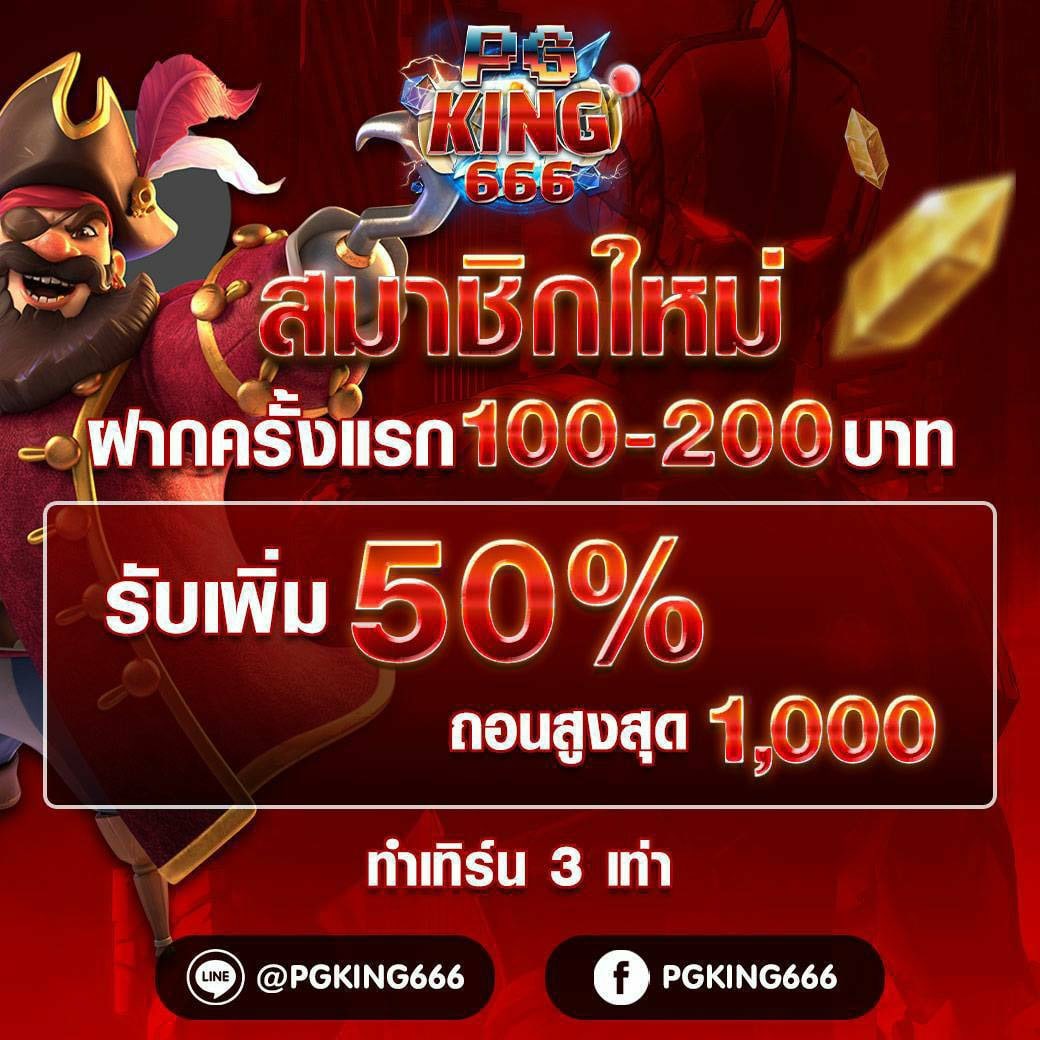 PG
KING
666
สมาชิกใหม่
ฝากครั้งแรก 100-200 บาท
รับเพิ่ม 50%
ถอนสูงสุด 1,000
ทำเทิร์น 3 เท่า
LINE @PGKING666
f PGKING666